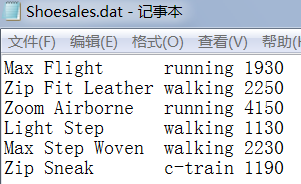 Shoesales.dat - 记事本
文件(F) 编辑(E) 格式(O) 查看(V) 帮助(
Max Flight running 1930
Zip Fit Leather walking 2250
Zoom Airborne running 4150
Light Step walking 1130
Max Step Woven walking 2230
Zip Sneak c-train 1190